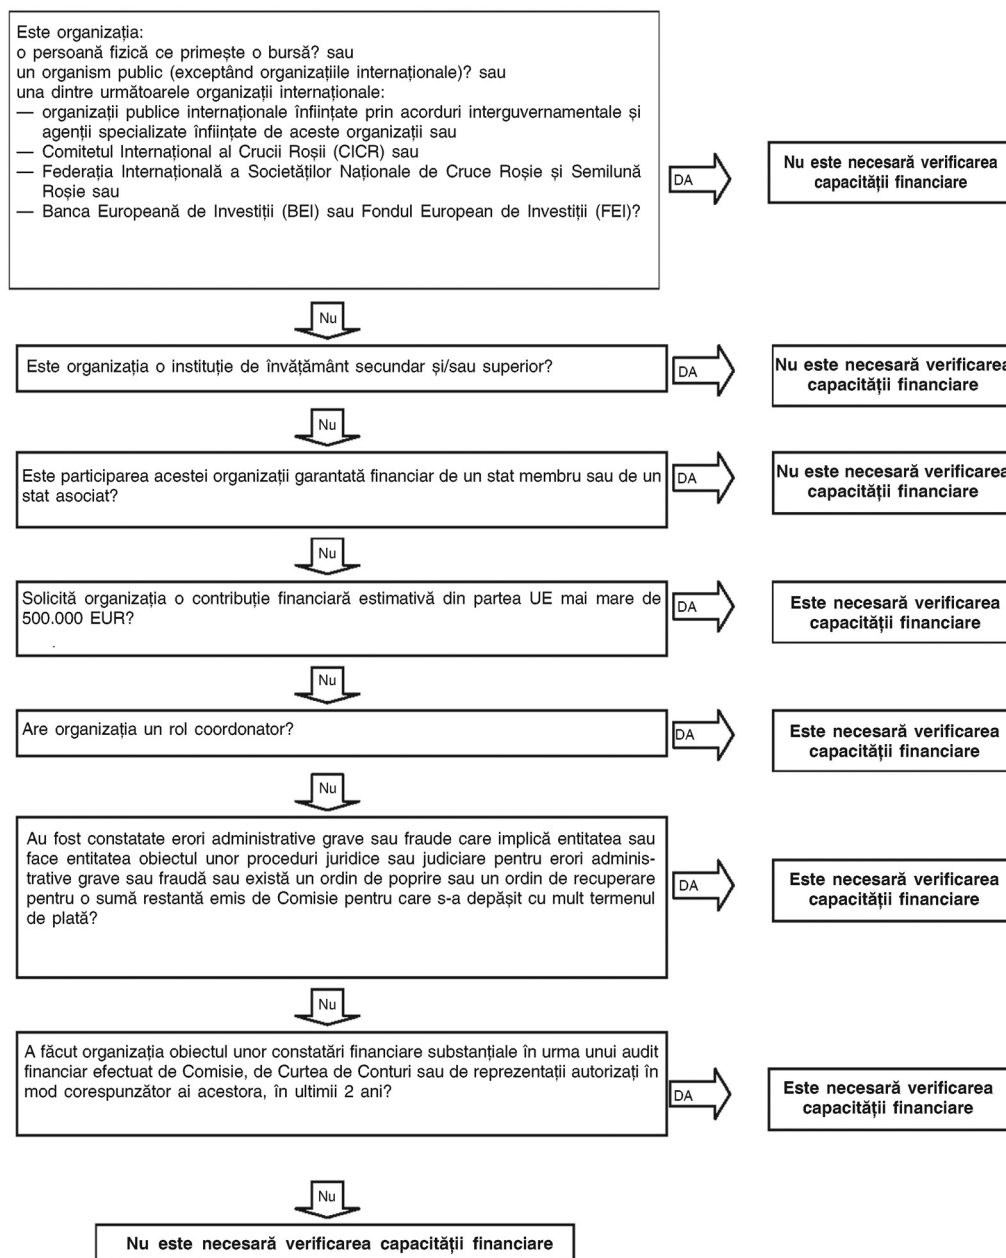 Este organizația:
o persoană fizică ce primește o bursă? sau
un organism public (exceptând organizațiile internaționale)? sau
una dintre următoarele organizații internaționale:
— organizații publice internaționale înființate prin acorduri interguvernamentale și
agenții specializate înființate de aceste organizații sau
— Comitetul Internațional al Crucii Roșii (CICR) sau
— Federația Internațională a Societăților Naționale de Cruce Roșie și Semilună
Roșie sau
— Banca Europeană de Investiții (BEI) sau Fondul European de Investiții (FEI)?
DA
Nu este necesară verificarea
capacității financiare
Nu
Este organizația o instituție de învățământ secundar și/sau superior?
DA
Nu este necesară verificarea
capacității financiare
Nu
Este participarea acestei organizații garantată financiar de un stat membru sau de un
stat asociat?
DA
Nu este necesară verificarea
capacității financiare
Nu
Solicită organizația o contribuție financiară estimativă din partea UE mai mare de
500.000 EUR?
DA
Este necesară verificarea
capacității financiare
Nu
Are organizația un rol coordonator?
DA
Este necesară verificarea
capacității financiare
Nu
Au fost constatate erori administrative grave sau fraude care implică entitatea sau
face entitatea obiectul unor proceduri juridice sau judiciare pentru erori adminis-
trative grave sau fraudă sau există un ordin de poprire sau un ordin de recuperare
pentru o sumă restantă emis de Comisie pentru care s-a depășit cu mult termenul
de plată?
DA
Este necesară verificarea
capacității financiare
Nu
A făcut organizația obiectul unor constatări financiare substanțiale în urma unui audit
financiar efectuat de Comisie, de Curtea de Conturi sau de reprezentații autorizați în
mod corespunzător ai acestora, în ultimii 2 ani?
DA
Este necesară verificarea
capacității financiare
Nu
Nu este necesară verificarea capacității financiare